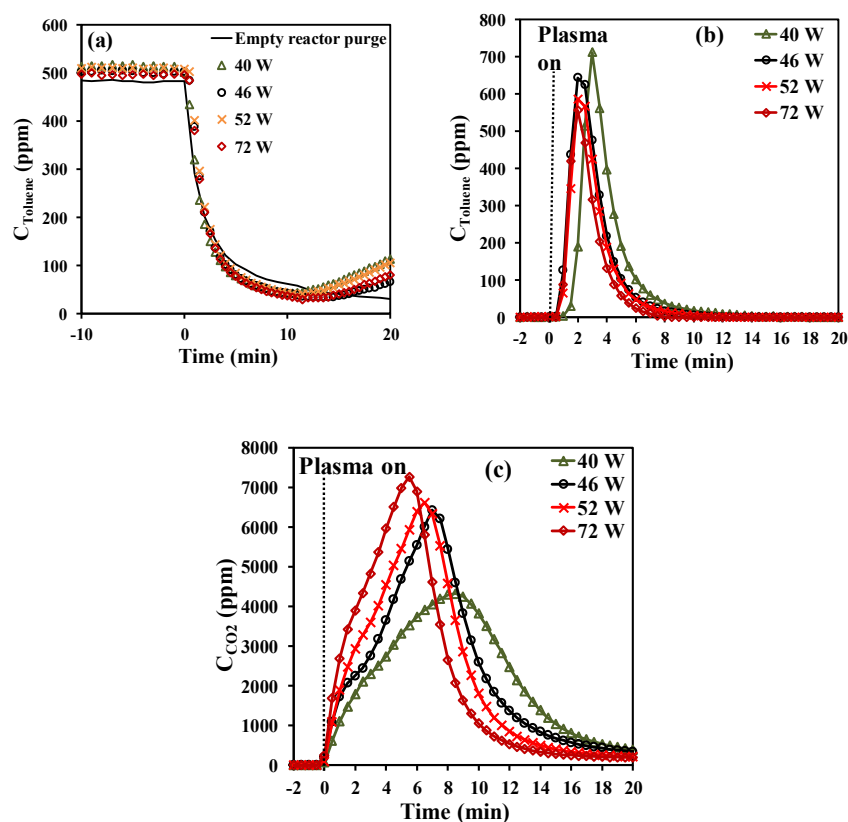 (a)
Empty reactor purge
40 W
46 W
52 W
72 W
C Toluene (ppm)
600
500
400
300
200
100
0
-10
0
10
20
Time (min)
(b)
Plasma
on
40 W
46 W
52 W
72 W
C Toluene (ppm)
800
700
600
500
400
300
200
100
0
-2
0
2
4
6
8
10
12
14
16
18
20
Time (min)
(c)
Plasma on
40 W
46 W
52 W
72 W
C CO2 (ppm)
8000
7000
6000
5000
4000
3000
2000
1000
0
-2
0
2
4
6
8
10
12
14
16
18
20
Time (min)